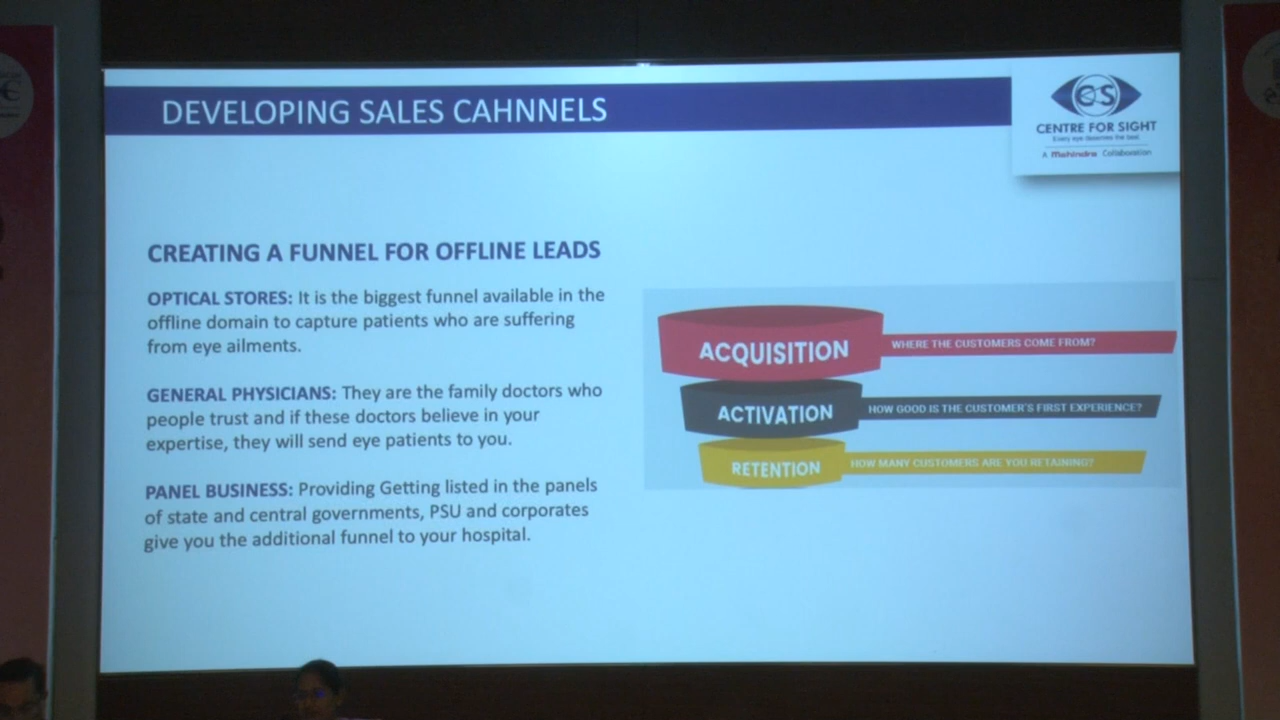 DEVELOPING SALES CAHNNELS
CS
CENTRE FOR SIGHT
Every eye deserves the best
A Mahindra Collaboration
CREATING A FUNNEL FOR OFFLINE LEADS
OPTICAL STORES: It is the biggest funnel available in the
offline domain to capture patients who are suffering
from eye ailments.
GENERAL PHYSICIANS: They are the family doctors who
people trust and if these doctors believe in your
expertise, they will send eye patients to you.
PANEL BUSINESS: Providing Getting listed in the panels
of state and central governments, PSU and corporates
give you the additional funnel to your hospital.
ACQUISITION WHERE THE CUSTOMERS COME FROM?
ACTIVATION HOW GOOD IS THE CUSTOMER'S FIRST EXPERIENCE?
RETENTION HOW MANY CUSTOMERS ARE YOU RETAINING?